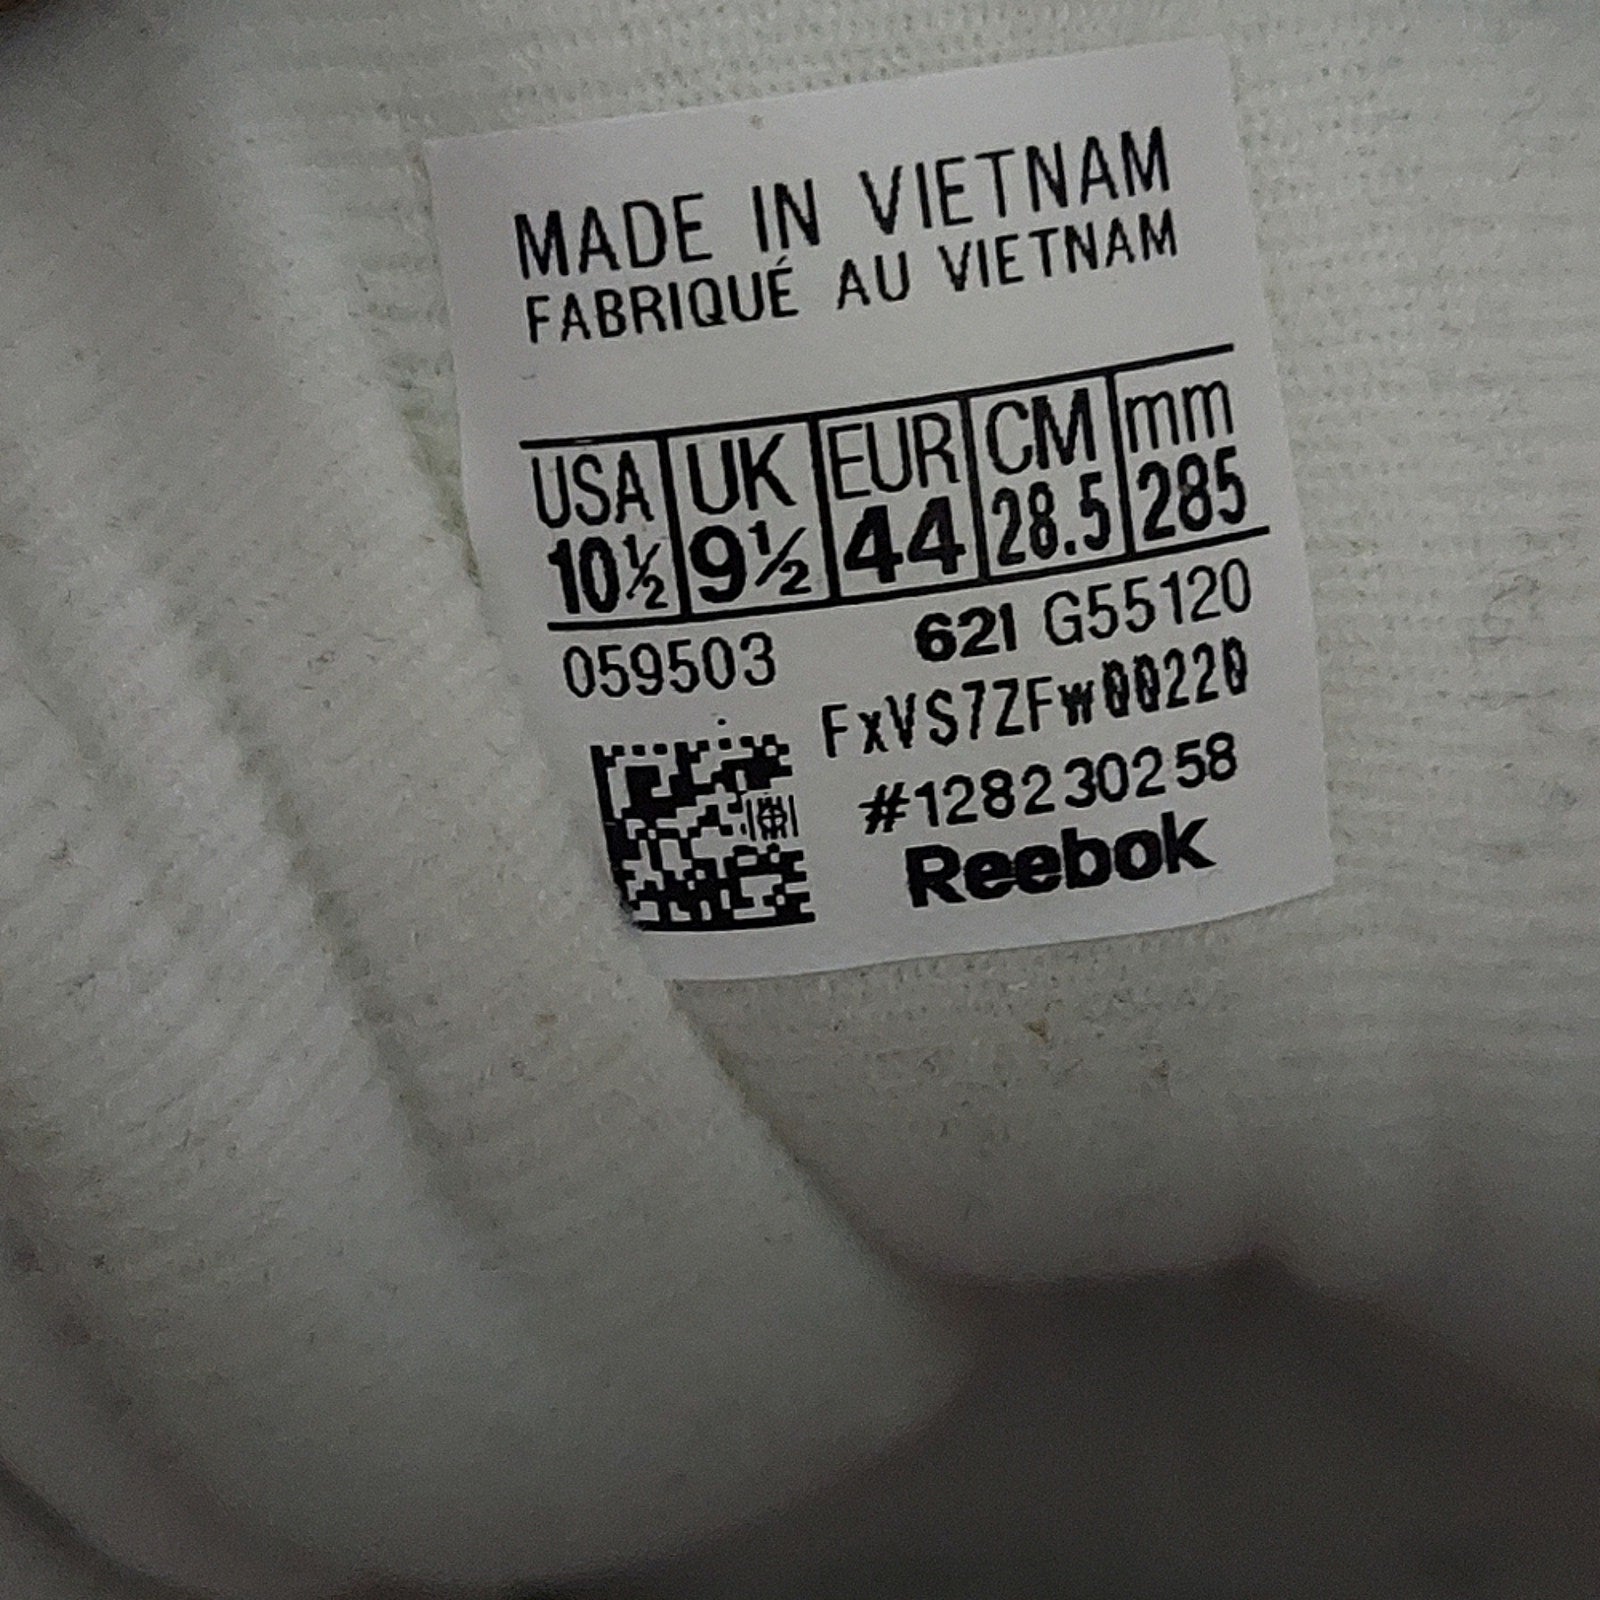 MADE IN VIETNAM
FABRIQUÉ AU VIETNAM
USA UK EUR CM mm
10½ 9½ 44 28.5 285
059503 621 G55120
FxVS7ZFw00220
#128230258
Reebok